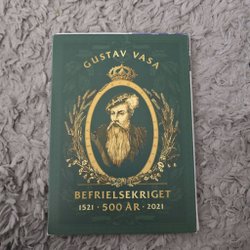 GUSTAV VASA
BEFRIELSEKRIGET
1521 · 500 ÅR · 2021